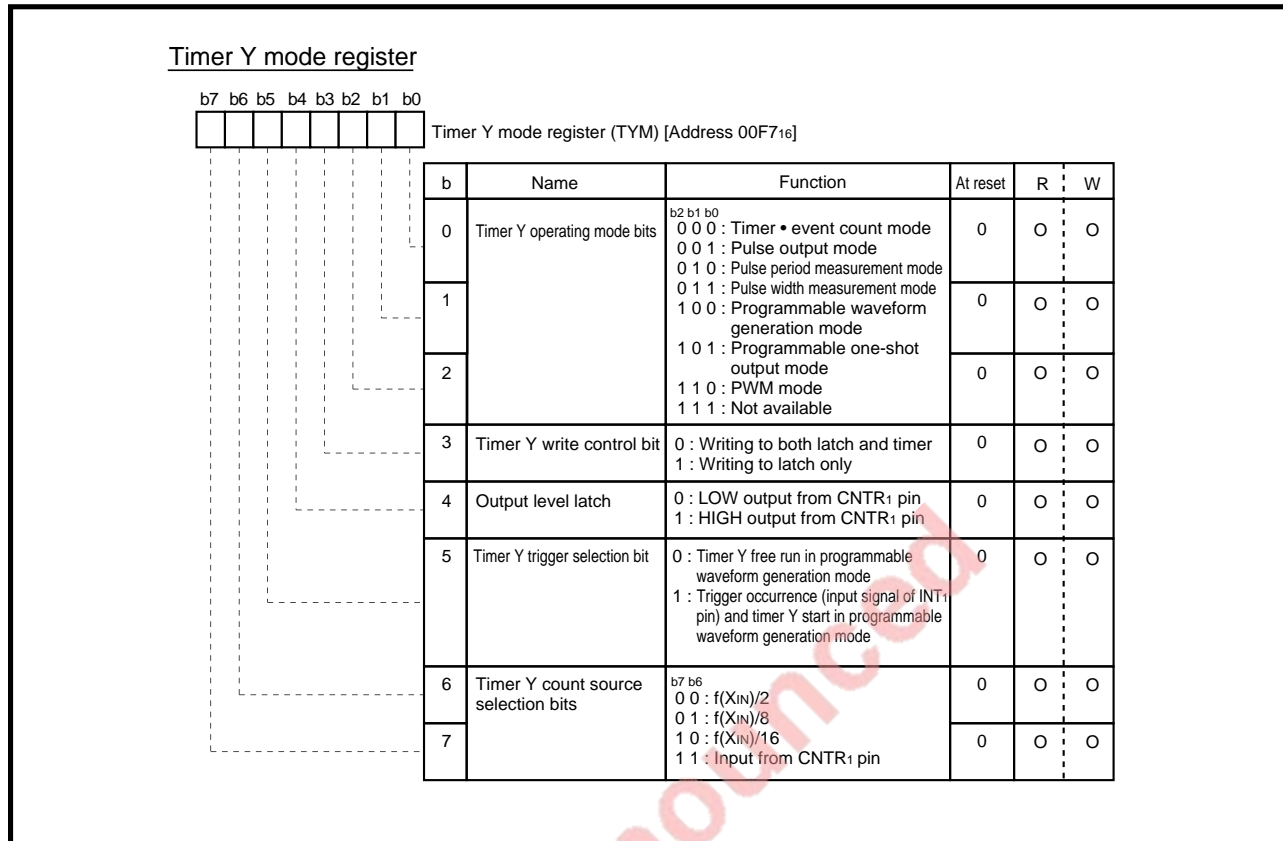 Timer Y mode register
b7 b6 b5 b4 b3 b2 b1 b0
Timer Y mode register (TYM) [Address 00F716]
b Name Function At reset R W
0 Timer Y operating mode bits
b2 b1 b0
0 0 0 : Timer • event count mode 0 O O
0 0 1 : Pulse output mode
0 1 0 : Pulse period measurement mode
0 1 1 : Pulse width measurement mode
1 1 0 0 : Programmable waveform 0 O O
generation mode
1 0 1 : Programmable one-shot
output mode
2 0 O O
1 1 0 : PWM mode
1 1 1 : Not available
3 Timer Y write control bit 0 : Writing to both latch and timer 0 O O
1 : Writing to latch only
4 Output level latch 0 : LOW output from CNTR1 pin 0 O O
1 : HIGH output from CNTR1 pin
5 Timer Y trigger selection bit 0 : Timer Y free run in programmable 0 O O
waveform generation mode
1 : Trigger occurrence (input signal of INT1
pin) and timer Y start in programmable
waveform generation mode
6 Timer Y count source
selection bits
b7 b6
0 0 : f(XIN)/2 0 O O
0 1 : f(XIN)/8
7 1 0 : f(XIN)/16 0 O O
1 1 : Input from CNTR1 pin